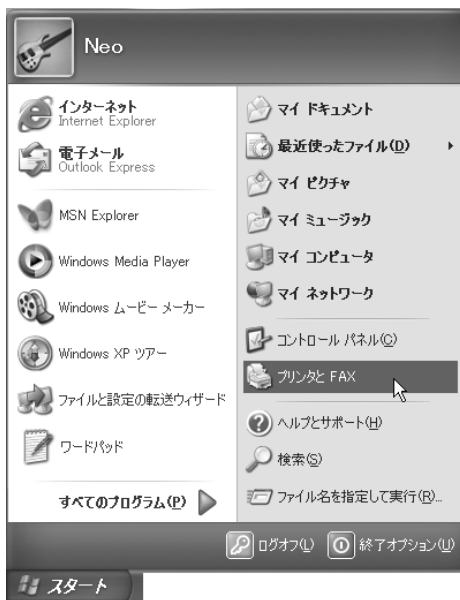 Neo
インターネット
Internet Explorer
電子メール
Outlook Express
MSN Explorer
Windows Media Player
Windows ムービー メーカー
Windows XP ツアー
ファイルと設定の転送ウィザード
ワードパッド
すべてのプログラム(P)
マイ ドキュメント
最近使ったファイル(D)
マイ ピクチャ
マイ ミュージック
マイ コンピュータ
マイ ネットワーク
コントロール パネル(C)
プリンタと FAX
ヘルプとサポート(H)
検索(S)
ファイル名を指定して実行(R)...
ログオフ(L)
終了オプション(U)
スタート